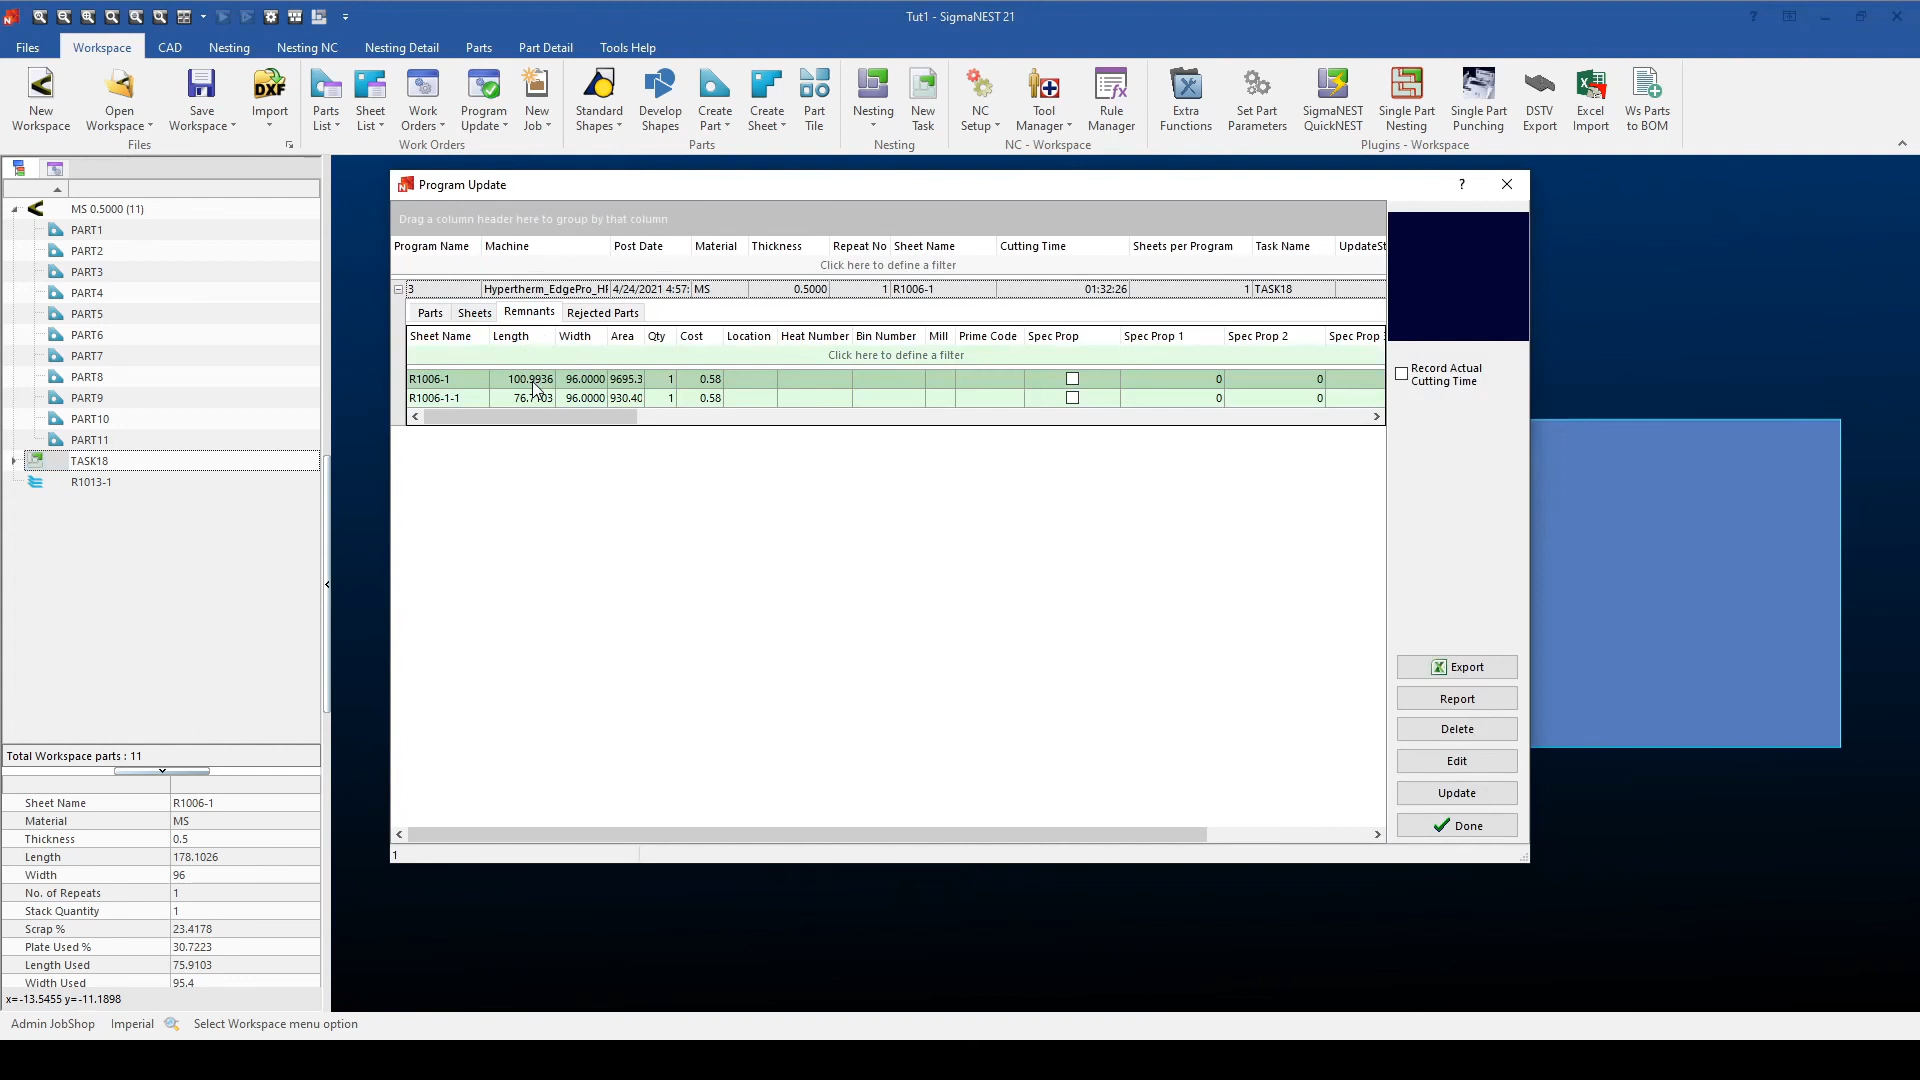 Tut1 - SigmaNEST 21
?
Files Workspace CAD Nesting Nesting NC Nesting Detail Parts Part Detail Tools Help
New Workspace
Open Workspace
Save Workspace
DXF
Import
Files
Parts List
Sheet List
Work Orders
Program Update
New Job
Work Orders
Standard Shapes
Develop Shapes
Create Part
Create Sheet
Part Tile
Parts
Nesting
New Task
Nesting
NC Setup
Tool Manager
Rule Manager
NC - Workspace
Extra Functions
Set Part Parameters
SigmaNEST QuickNEST
Single Part Nesting
Single Part Punching
DSTV Export
Excel Import
Ws Parts to BOM
Plugins - Workspace
MS 0.5000 (11)
PART1
PART2
PART3
PART4
PART5
PART6
PART7
PART8
PART9
PART10
PART11
TASK18
R1013-1
Total Workspace parts : 11
Sheet Name R1006-1
Material MS
Thickness 0.5
Length 178.1026
Width 96
No. of Repeats 1
Stack Quantity 1
Scrap % 23.4178
Plate Used % 30.7223
Length Used 75.9103
Width Used 95.4
x=-13.5455 y=-11.1898
Admin JobShop Imperial Select Workspace menu option
Program Update ?
Drag a column header here to group by that column
Program Name Machine Post Date Material Thickness Repeat No Sheet Name Cutting Time Sheets per Program Task Name UpdateSt
Click here to define a filter
3 Hypertherm_EdgePro_HF 4/24/2021 4:57: MS 0.5000 1 R1006-1 01:32:26 1 TASK18
Parts Sheets Remnants Rejected Parts
Sheet Name Length Width Area Qty Cost Location Heat Number Bin Number Mill Prime Code Spec Prop Spec Prop 1 Spec Prop 2 Spec Prop
Click here to define a filter
R1006-1 100.9936 96.0000 9695.3 1 0.58 0 0
R1006-1-1 96.0000 930.40 1 0.58 0 0
1
Record Actual Cutting Time
Export
Report
Delete
Edit
Update
Done